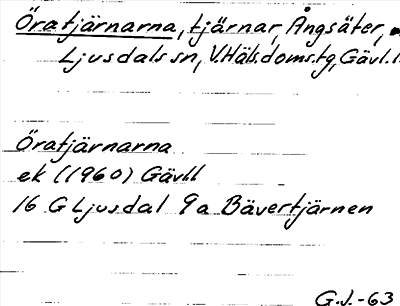 Öratjärnarna, tjärnar, Ångsäter,
Ljusdals sn, V.Häls.doms.tg, Gävl.l.
Öratjärnarna
ek (1960) Gävll
16 G Ljusdal 9a Bävertjärnen
G.J.-63